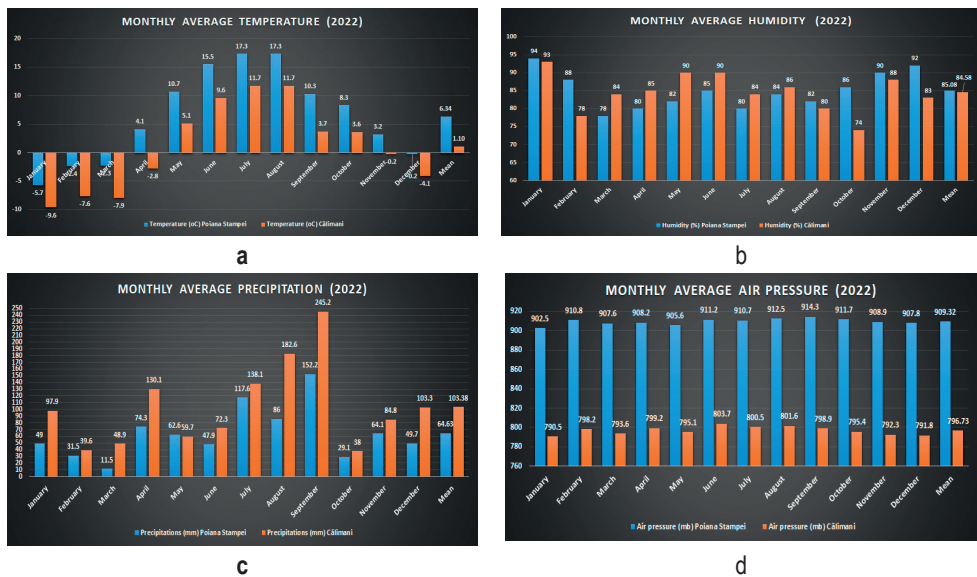 MONTHLY AVERAGE TEMPERATURE (2022)
20
15
10
5
0
-5
-10
-5.7 -2.4 -2.3 4.1 10.7 15.5 17.3 17.3 10.3 8.3 3.2 -0.2 6.34
-9.6 -7.6 -7.9 -2.8 5.1 9.6 11.7 11.7 3.7 3.6 -0.2 -4.1 1.10
January February March April May June July August September October November December Mean
Temperature (oC) Poiana Stampei Temperature (oC) Călimani
a
MONTHLY AVERAGE HUMIDITY (2022)
100
95
90
85
80
75
70
65
60
94 88 78 80 82 85 80 84 82 86 90 92 85.08
93 78 84 85 90 90 84 86 80 74 88 83 84.58
January February March April May June July August September October November December Mean
Humidity (%) Poiana Stampei Humidity (%) Călimani
b
MONTHLY AVERAGE PRECIPITATION (2022)
250
240
230
220
210
200
190
180
170
160
150
140
130
120
110
100
90
80
70
60
50
40
30
20
10
0
49 31.5 11.5 74.3 62.6 47.9 117.6 86 152.2 29.1 64.1 49.7 64.63
97.9 39.6 48.9 130.1 59.7 72.3 138.1 182.6 245.2 38 84.8 103.3 103.38
January February March April May June July August September October November December Mean
Precipitations (mm) Poiana Stampei Precipitations (mm) Călimani
c
MONTHLY AVERAGE AIR PRESSURE (2022)
920
900
880
860
840
820
800
780
760
902.5 910.8 907.6 908.2 905.6 911.2 910.7 912.5 914.3 911.7 908.9 907.8 909.32
790.5 798.2 793.6 799.2 795.1 803.7 800.5 801.6 798.9 795.4 792.3 791.8 796.73
January February March April May June July August September October November December Mean
Air pressure (mb) Poiana Stampei Air pressure (mb) Călimani
d